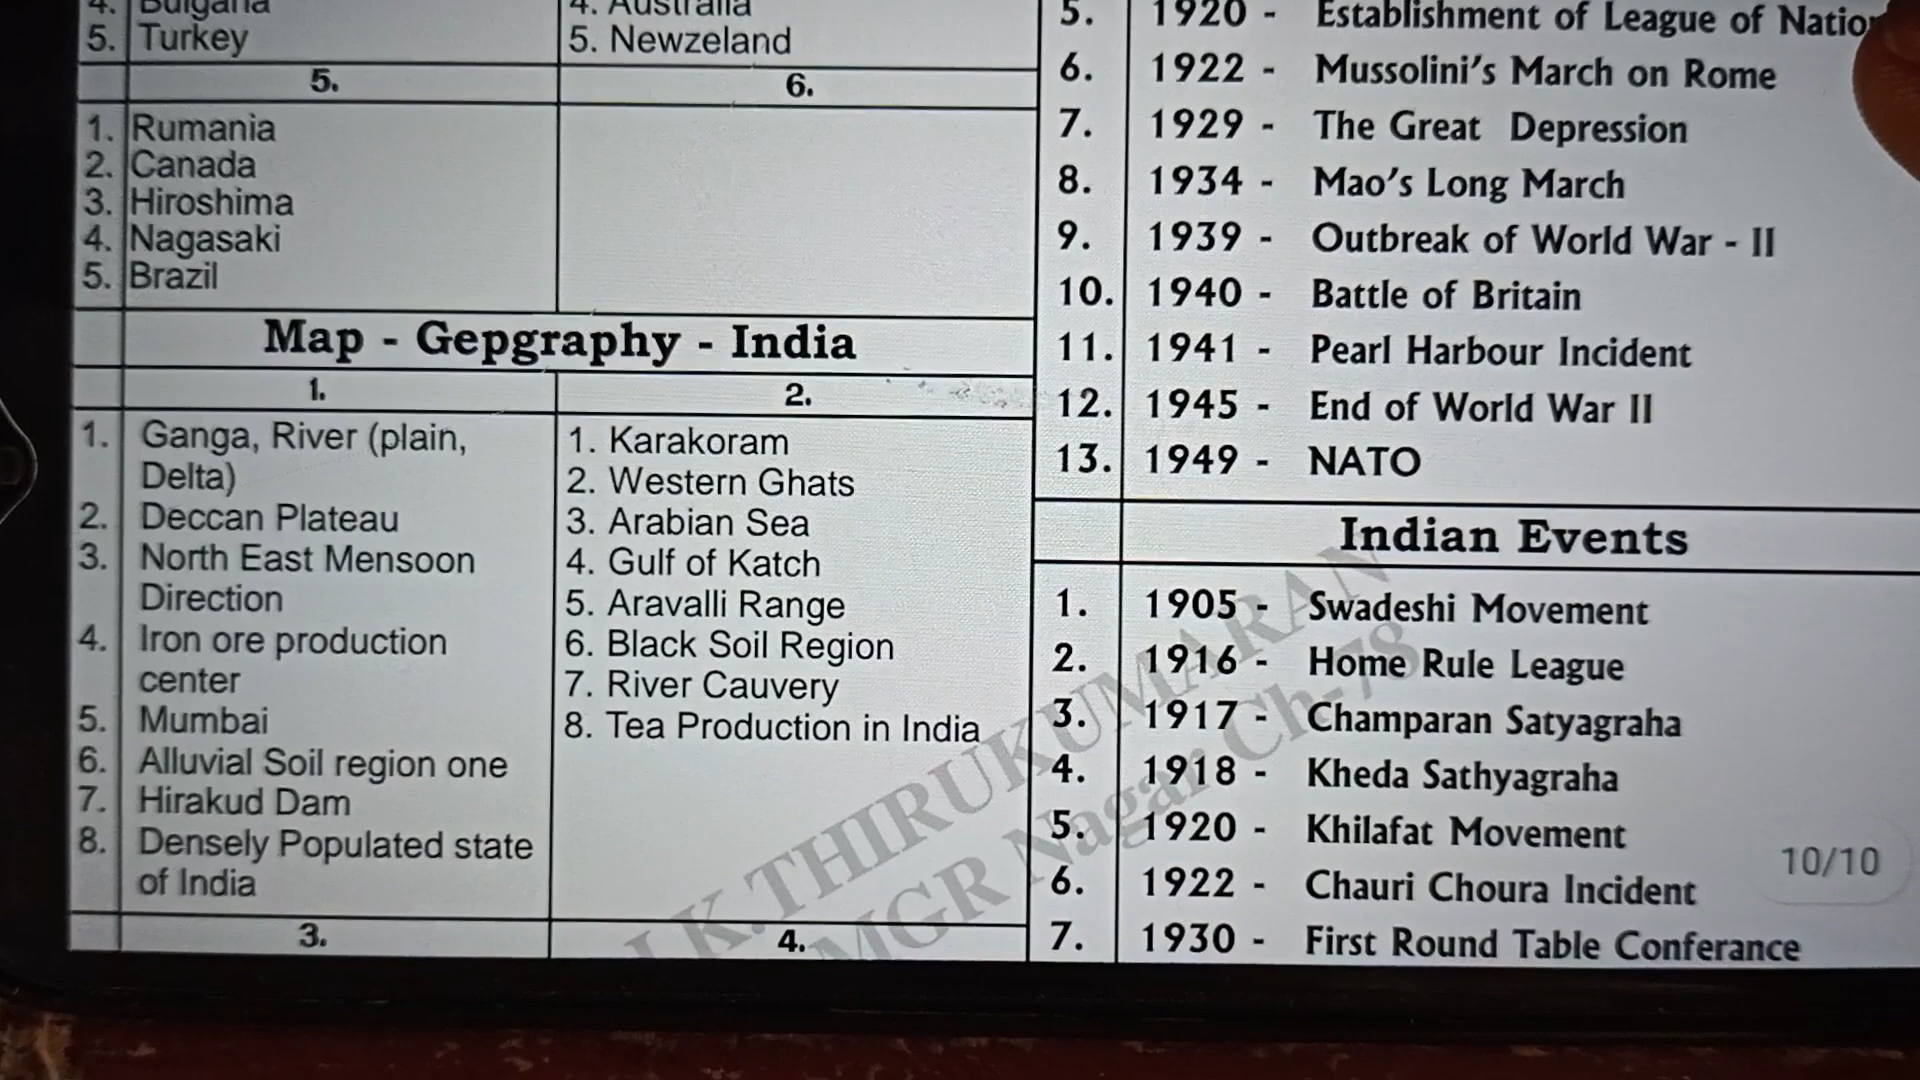 4. Bulgaria
5. Turkey
4. Australia
5. Newzeland
5.
6.
1. Rumania
2. Canada
3. Hiroshima
4. Nagasaki
5. Brazil
Map - Gepgraphy - India
1.
2.
1. Ganga, River (plain,
Delta)
2. Deccan Plateau
3. North East Mensoon
Direction
4. Iron ore production
center
5. Mumbai
6. Alluvial Soil region one
7. Hirakud Dam
8. Densely Populated state
of India
1. Karakoram
2. Western Ghats
3. Arabian Sea
4. Gulf of Katch
5. Aravalli Range
6. Black Soil Region
7. River Cauvery
8. Tea Production in India
3.
4.
5. 1920 - Establishment of League of Natio
6. 1922 - Mussolini's March on Rome
7. 1929 - The Great Depression
8. 1934 - Mao's Long March
9. 1939 - Outbreak of World War - II
10. 1940 - Battle of Britain
11. 1941 - Pearl Harbour Incident
12. 1945 - End of World War II
13. 1949 - NATO
Indian Events
1. 1905 - Swadeshi Movement
2. 1916 - Home Rule League
3. 1917 - Champaran Satyagraha
4. 1918 - Kheda Sathyagraha
5. 1920 - Khilafat Movement
6. 1922 - Chauri Choura Incident
7. 1930 - First Round Table Conferance
10/10
K.THIRUKUMARAN
MGR Nagar Ch-78